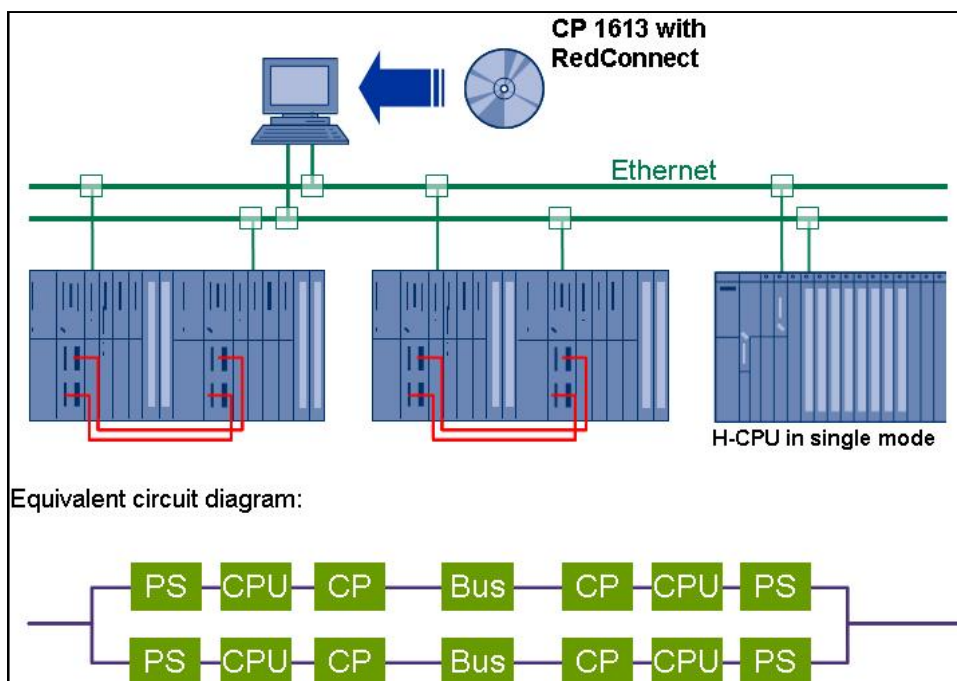 CP 1613 with
RedConnect
Ethernet
H-CPU in single mode
Equivalent circuit diagram:
PS CPU CP Bus CP CPU PS
PS CPU CP Bus CP CPU PS